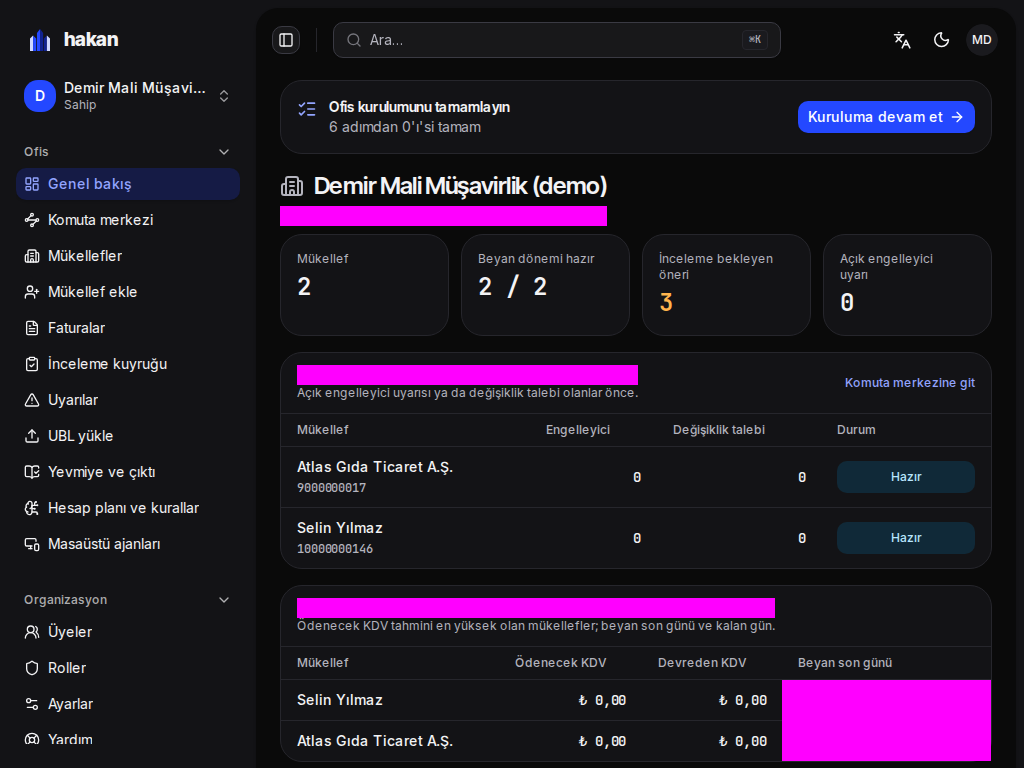 hakan
D
Demir Mali Müşavi...
Sahip
Ofis
Genel bakış
Komuta merkezi
Mükellefler
Mükellef ekle
Faturalar
İnceleme kuyruğu
Uyarılar
UBL yükle
Yevmiye ve çıktı
Hesap planı ve kurallar
Masaüstü ajanları
Organizasyon
Üyeler
Roller
Ayarlar
Yardım
Ara...
⌘K
MD
Ofis kurulumunu tamamlayın
6 adımdan 0'ı'si tamam
Kuruluma devam et
Demir Mali Müşavirlik (demo)
Mükellef
2
Beyan dönemi hazır
2 / 2
İnceleme bekleyen
öneri
3
Açık engelleyici
uyarı
0
Açık engelleyici uyarısı ya da değişiklik talebi olanlar önce.
Komuta merkezine git
Mükellef Engelleyici Değişiklik talebi Durum
Atlas Gıda Ticaret A.Ş.
9000000017
0 0 Hazır
Selin Yılmaz
10000000146
0 0 Hazır
Ödenecek KDV tahmini en yüksek olan mükellefler; beyan son günü ve kalan gün.
Mükellef Ödenecek KDV Devreden KDV Beyan son günü
Selin Yılmaz ₺ 0,00 ₺ 0,00
Atlas Gıda Ticaret A.Ş. ₺ 0,00 ₺ 0,00